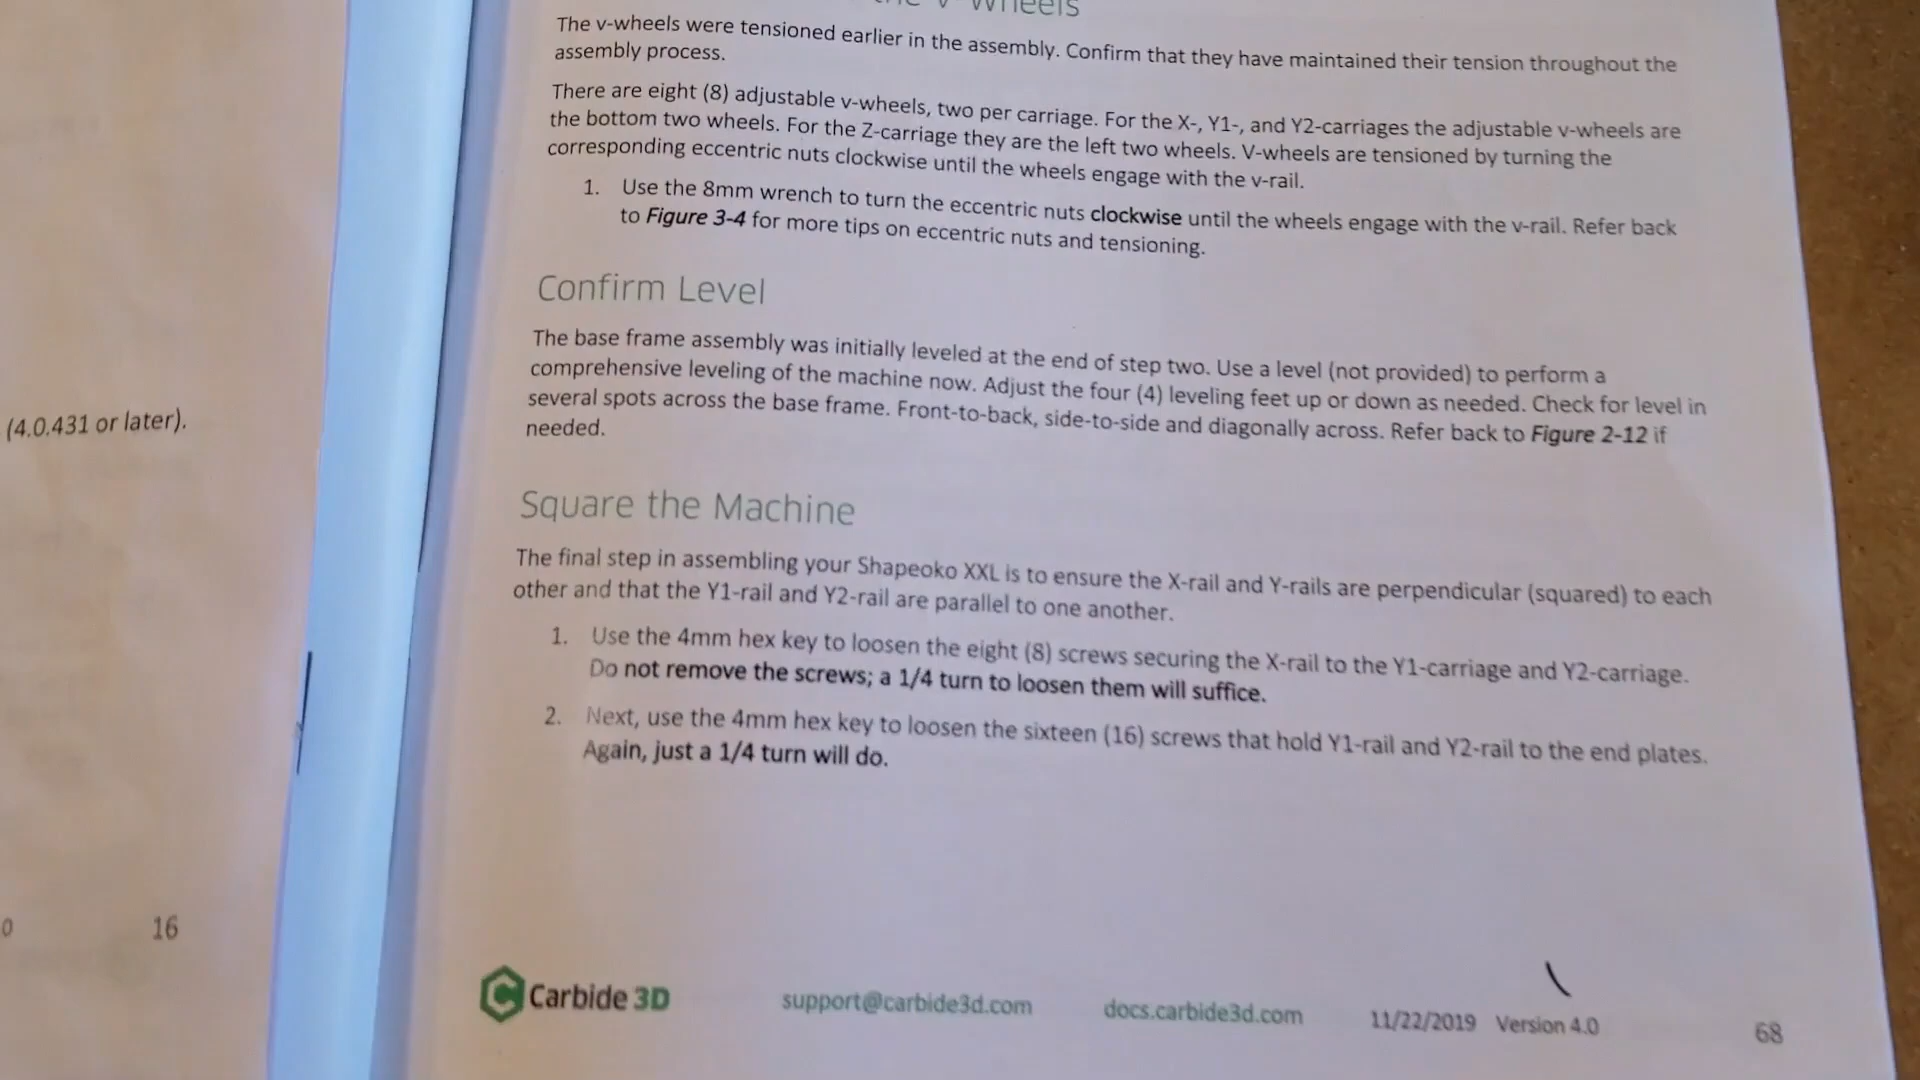 (4.0.431 or later).
0
16
v-wheels
The v-wheels were tensioned earlier in the assembly. Confirm that they have maintained their tension throughout the
assembly process.
There are eight (8) adjustable v-wheels, two per carriage. For the X-, Y1-, and Y2-carriages the adjustable v-wheels are
the bottom two wheels. For the Z-carriage they are the left two wheels. V-wheels are tensioned by turning the
corresponding eccentric nuts clockwise until the wheels engage with the v-rail.
1. Use the 8mm wrench to turn the eccentric nuts clockwise until the wheels engage with the v-rail. Refer back
to Figure 3-4 for more tips on eccentric nuts and tensioning.
Confirm Level
The base frame assembly was initially leveled at the end of step two. Use a level (not provided) to perform a
comprehensive leveling of the machine now. Adjust the four (4) leveling feet up or down as needed. Check for level in
several spots across the base frame. Front-to-back, side-to-side and diagonally across. Refer back to Figure 2-12 if
needed.
Square the Machine
The final step in assembling your Shapeoko XXL is to ensure the X-rail and Y-rails are perpendicular (squared) to each
other and that the Y1-rail and Y2-rail are parallel to one another.
1. Use the 4mm hex key to loosen the eight (8) screws securing the X-rail to the Y1-carriage and Y2-carriage.
Do not remove the screws; a 1/4 turn to loosen them will suffice.
2. Next, use the 4mm hex key to loosen the sixteen (16) screws that hold Y1-rail and Y2-rail to the end plates.
Again, just a 1/4 turn will do.
Carbide 3D support@carbide3d.com docs.carbide3d.com 11/22/2019 Version 4.0 68